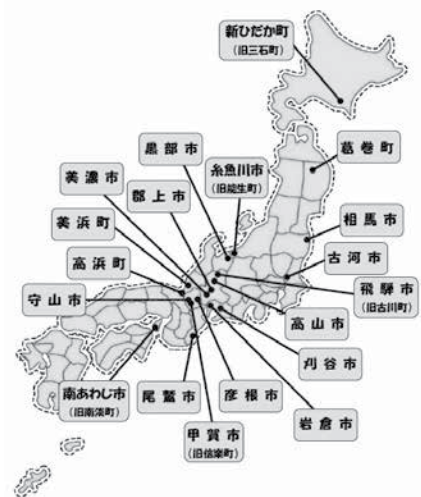 新ひだか町
(旧三石町)
黒部市
糸魚川市
(旧能生町)
葛巻町
美濃市
郡上市
美浜町
相馬市
高浜町
古河市
守山市
飛騨市
(旧古川町)
高山市
刈谷市
南あわじ市
(旧南淡町)
尾鷲市
彦根市
岩倉市
甲賀市
(旧信楽町)